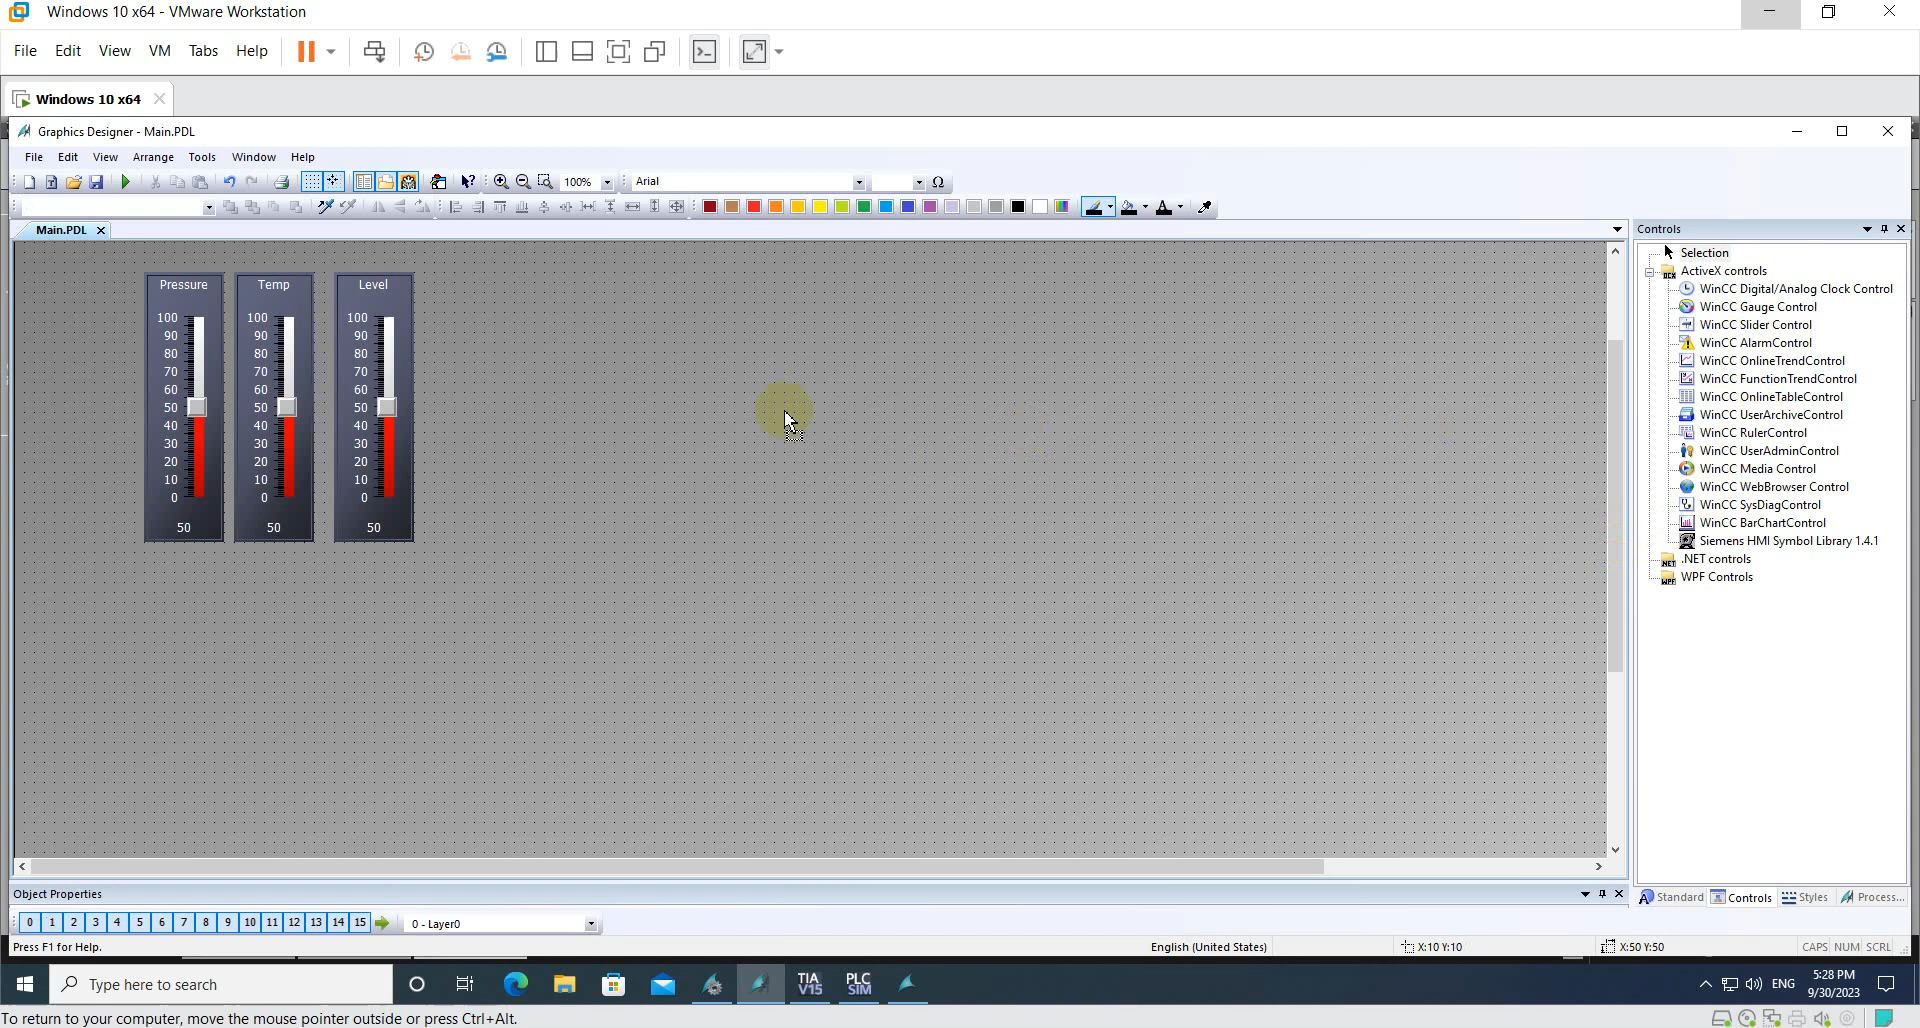 Windows 10 x64 - VMware Workstation
File Edit View VM Tabs Help
Windows 10 x64
Graphics Designer - Main.PDL
File Edit View Arrange Tools Window Help
100% Arial Ω
Main.PDL
Controls
Pressure Temp Level
100 100 100
90 90 90
80 80 80
70 70 70
60 60 60
50 50 50
40 40 40
30 30 30
20 20 20
10 10 10
0 0 0
50 50 50
Selection
ActiveX controls
WinCC Digital/Analog Clock Control
WinCC Gauge Control
WinCC Slider Control
WinCC AlarmControl
WinCC OnlineTrendControl
WinCC FunctionTrendControl
WinCC OnlineTableControl
WinCC UserArchiveControl
WinCC RulerControl
WinCC UserAdminControl
WinCC Media Control
WinCC WebBrowser Control
WinCC SysDiagControl
WinCC BarChartControl
Siemens HMI Symbol Library 1.4.1
.NET controls
WPF Controls
Standard Controls Styles Process...
Object Properties
0 1 2 3 4 5 6 7 8 9 10 11 12 13 14 15 0 - Layer0
Press F1 for Help. English (United States) X:10 Y:10 X:50 Y:50 CAPS NUM SCRL
Type here to search
TIA V15
PLC SIM
ENG
5:28 PM
9/30/2023
To return to your computer, move the mouse pointer outside or press Ctrl+Alt.